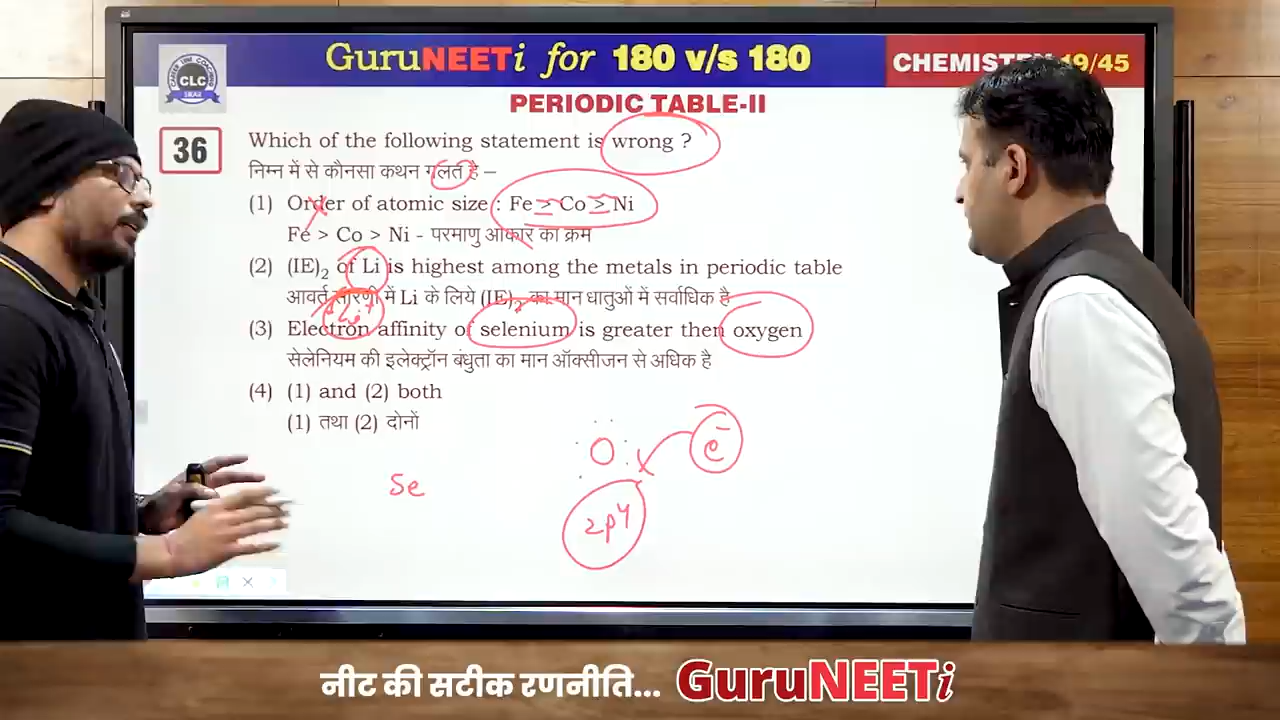 GuruNEETi for 180 v/s 180
CLC
SIKAR
19/45
PERIODIC TABLE-II
36
Which of the following statement is wrong ?
निम्न में से कौनसा कथन गलत है –
(1) Order of atomic size : Fe > Co > Ni
Fe > Co > Ni - परमाणु आकार का क्रम
(2) (IE)₂ of Li is highest among the metals in periodic table
आवर्त सारणी में Li के लिये (IE)₂ का मान धातुओं में सर्वाधिक है
(3) Electron affinity of selenium is greater then oxygen
सेलेनियम की इलेक्ट्रॉन बंधुता का मान ऑक्सीजन से अधिक है
(4) (1) and (2) both
(1) तथा (2) दोनों
O e⁻
Se
2p⁴
नीट की सटीक रणनीति... GuruNEETi